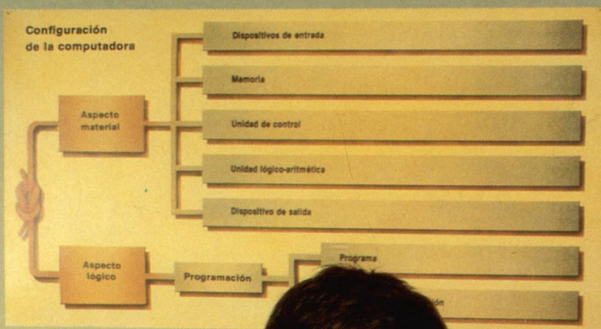 Configuración
de la computadora
Dispositivos de entrada
Memoria
Aspecto
material
Unidad de control
Unidad lógico-aritmética
Dispositivo de salida
Aspecto
lógico
Programación
Programa